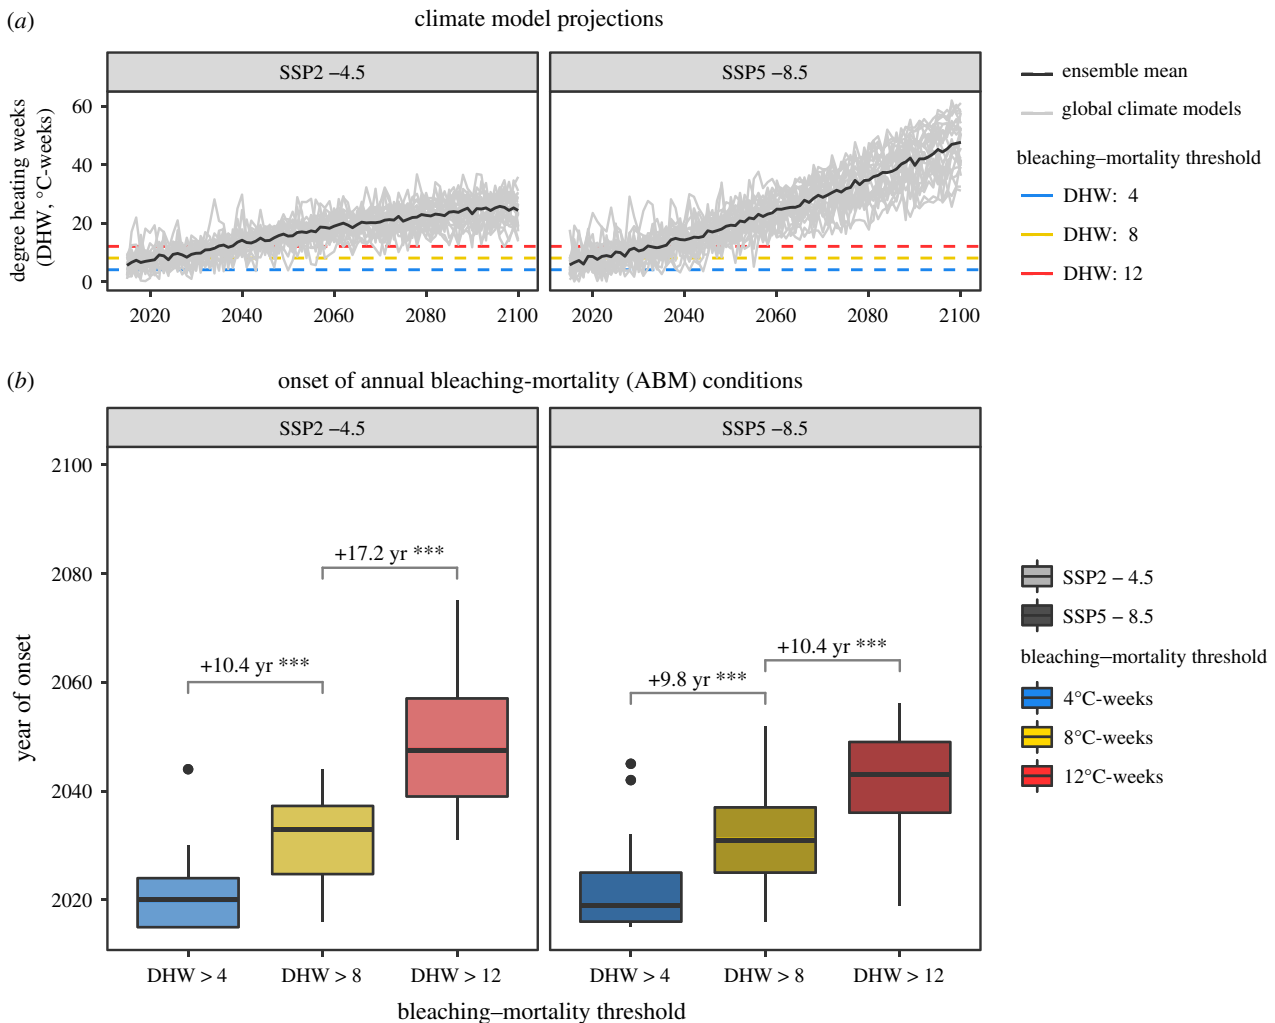 (a)
climate model projections
SSP2 –4.5
SSP5 –8.5
degree heating weeks
(DHW, °C-weeks)
60
40
20
0
2020
2040
2060
2080
2100
2020
2040
2060
2080
2100
ensemble mean
global climate models
bleaching–mortality threshold
DHW: 4
DHW: 8
DHW: 12
(b)
onset of annual bleaching-mortality (ABM) conditions
SSP2 –4.5
SSP5 –8.5
year of onset
2100
2080
2060
2040
2020
+17.2 yr ***
+10.4 yr ***
+10.4 yr ***
+9.8 yr ***
DHW > 4
DHW > 8
DHW > 12
DHW > 4
DHW > 8
DHW > 12
bleaching–mortality threshold
SSP2 – 4.5
SSP5 – 8.5
bleaching–mortality threshold
4°C-weeks
8°C-weeks
12°C-weeks